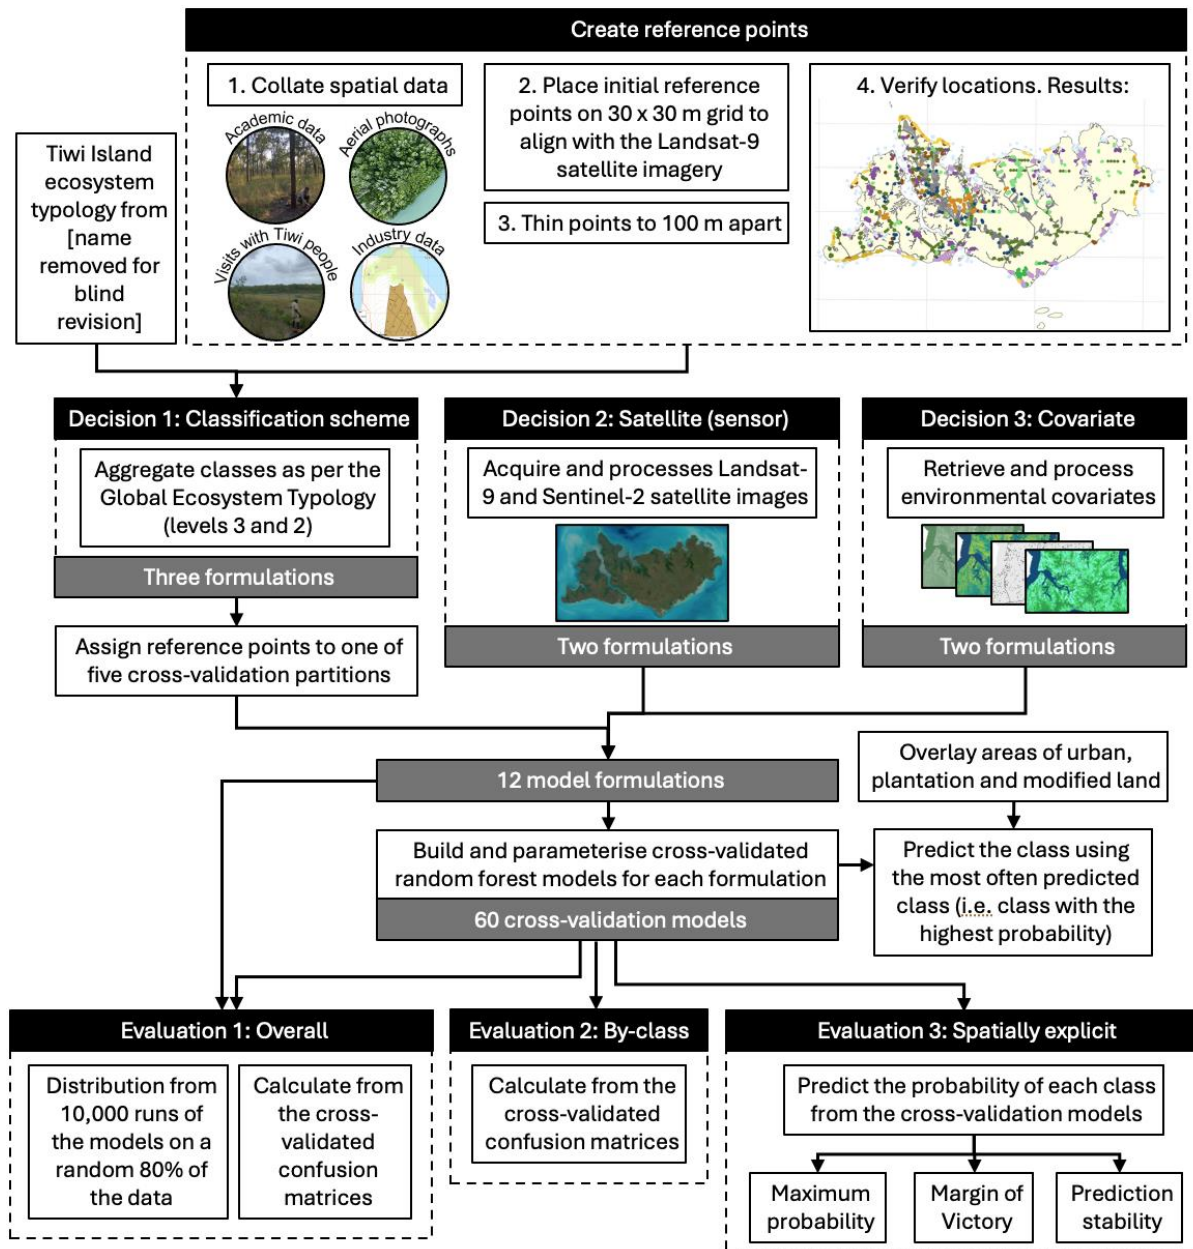 Create reference points
1. Collate spatial data
Academic data
Aerial photographs
Visits with Tiwi people
Industry data
2. Place initial reference
points on 30 x 30 m grid to
align with the Landsat-9
satellite imagery
3. Thin points to 100 m apart
4. Verify locations. Results:
Tiwi Island
ecosystem
typology from
[name
removed for
blind
revision]
Decision 1: Classification scheme
Aggregate classes as per the
Global Ecosystem Typology
(levels 3 and 2)
Three formulations
Assign reference points to one of
five cross-validation partitions
Decision 2: Satellite (sensor)
Acquire and processes Landsat-
9 and Sentinel-2 satellite images
Two formulations
Decision 3: Covariate
Retrieve and process
environmental covariates
Two formulations
12 model formulations
Build and parameterise cross-validated
random forest models for each formulation
60 cross-validation models
Overlay areas of urban,
plantation and modified land
Predict the class using
the most often predicted
class (i.e. class with the
highest probability)
Evaluation 1: Overall
Distribution from
10,000 runs of
the models on a
random 80% of
the data
Calculate from
the cross-
validated
confusion
matrices
Evaluation 2: By-class
Calculate from the
cross-validated
confusion matrices
Evaluation 3: Spatially explicit
Predict the probability of each class
from the cross-validation models
Maximum
probability
Margin of
Victory
Prediction
stability